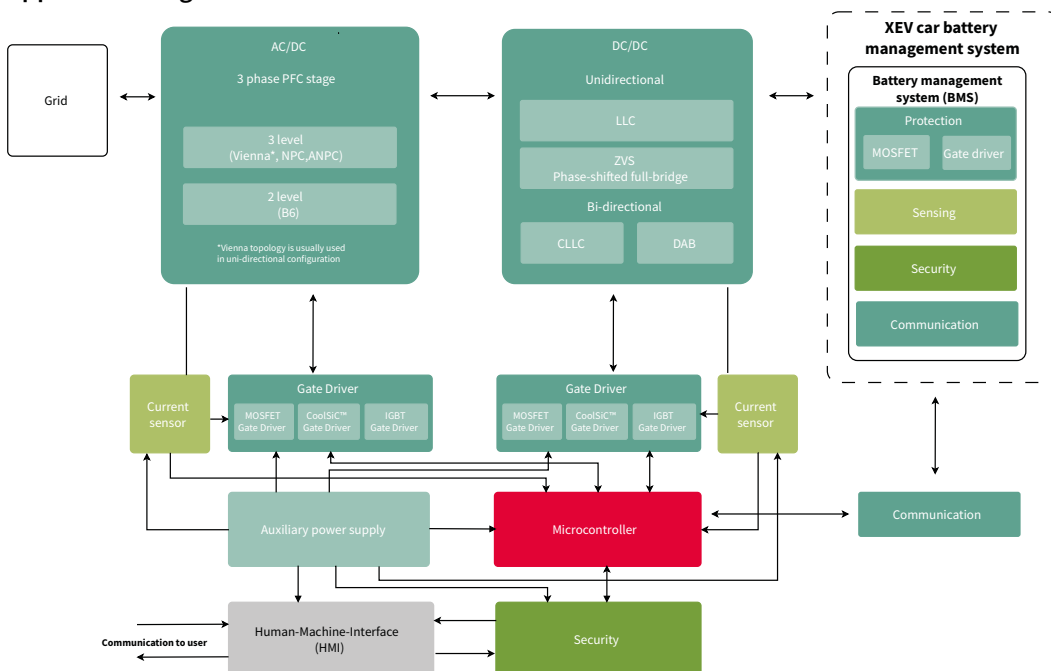 Grid
AC/DC
3 phase PFC stage
3 level
(Vienna*, NPC,ANPC)
2 level
(B6)
*Vienna topology is usually used
in uni-directional configuration
DC/DC
Unidirectional
LLC
ZVS
Phase-shifted full-bridge
Bi-directional
CLLC
DAB
XEV car battery
management system
Battery management
system (BMS)
Protection
MOSFET
Gate driver
Sensing
Security
Communication
Current
sensor
Gate Driver
MOSFET
Gate Driver
CoolSiC™
Gate Driver
IGBT
Gate Driver
Gate Driver
MOSFET
Gate Driver
CoolSiC™
Gate Driver
IGBT
Gate Driver
Current
sensor
Auxiliary power supply
Microcontroller
Communication
Communication to user
Human-Machine-Interface
(HMI)
Security